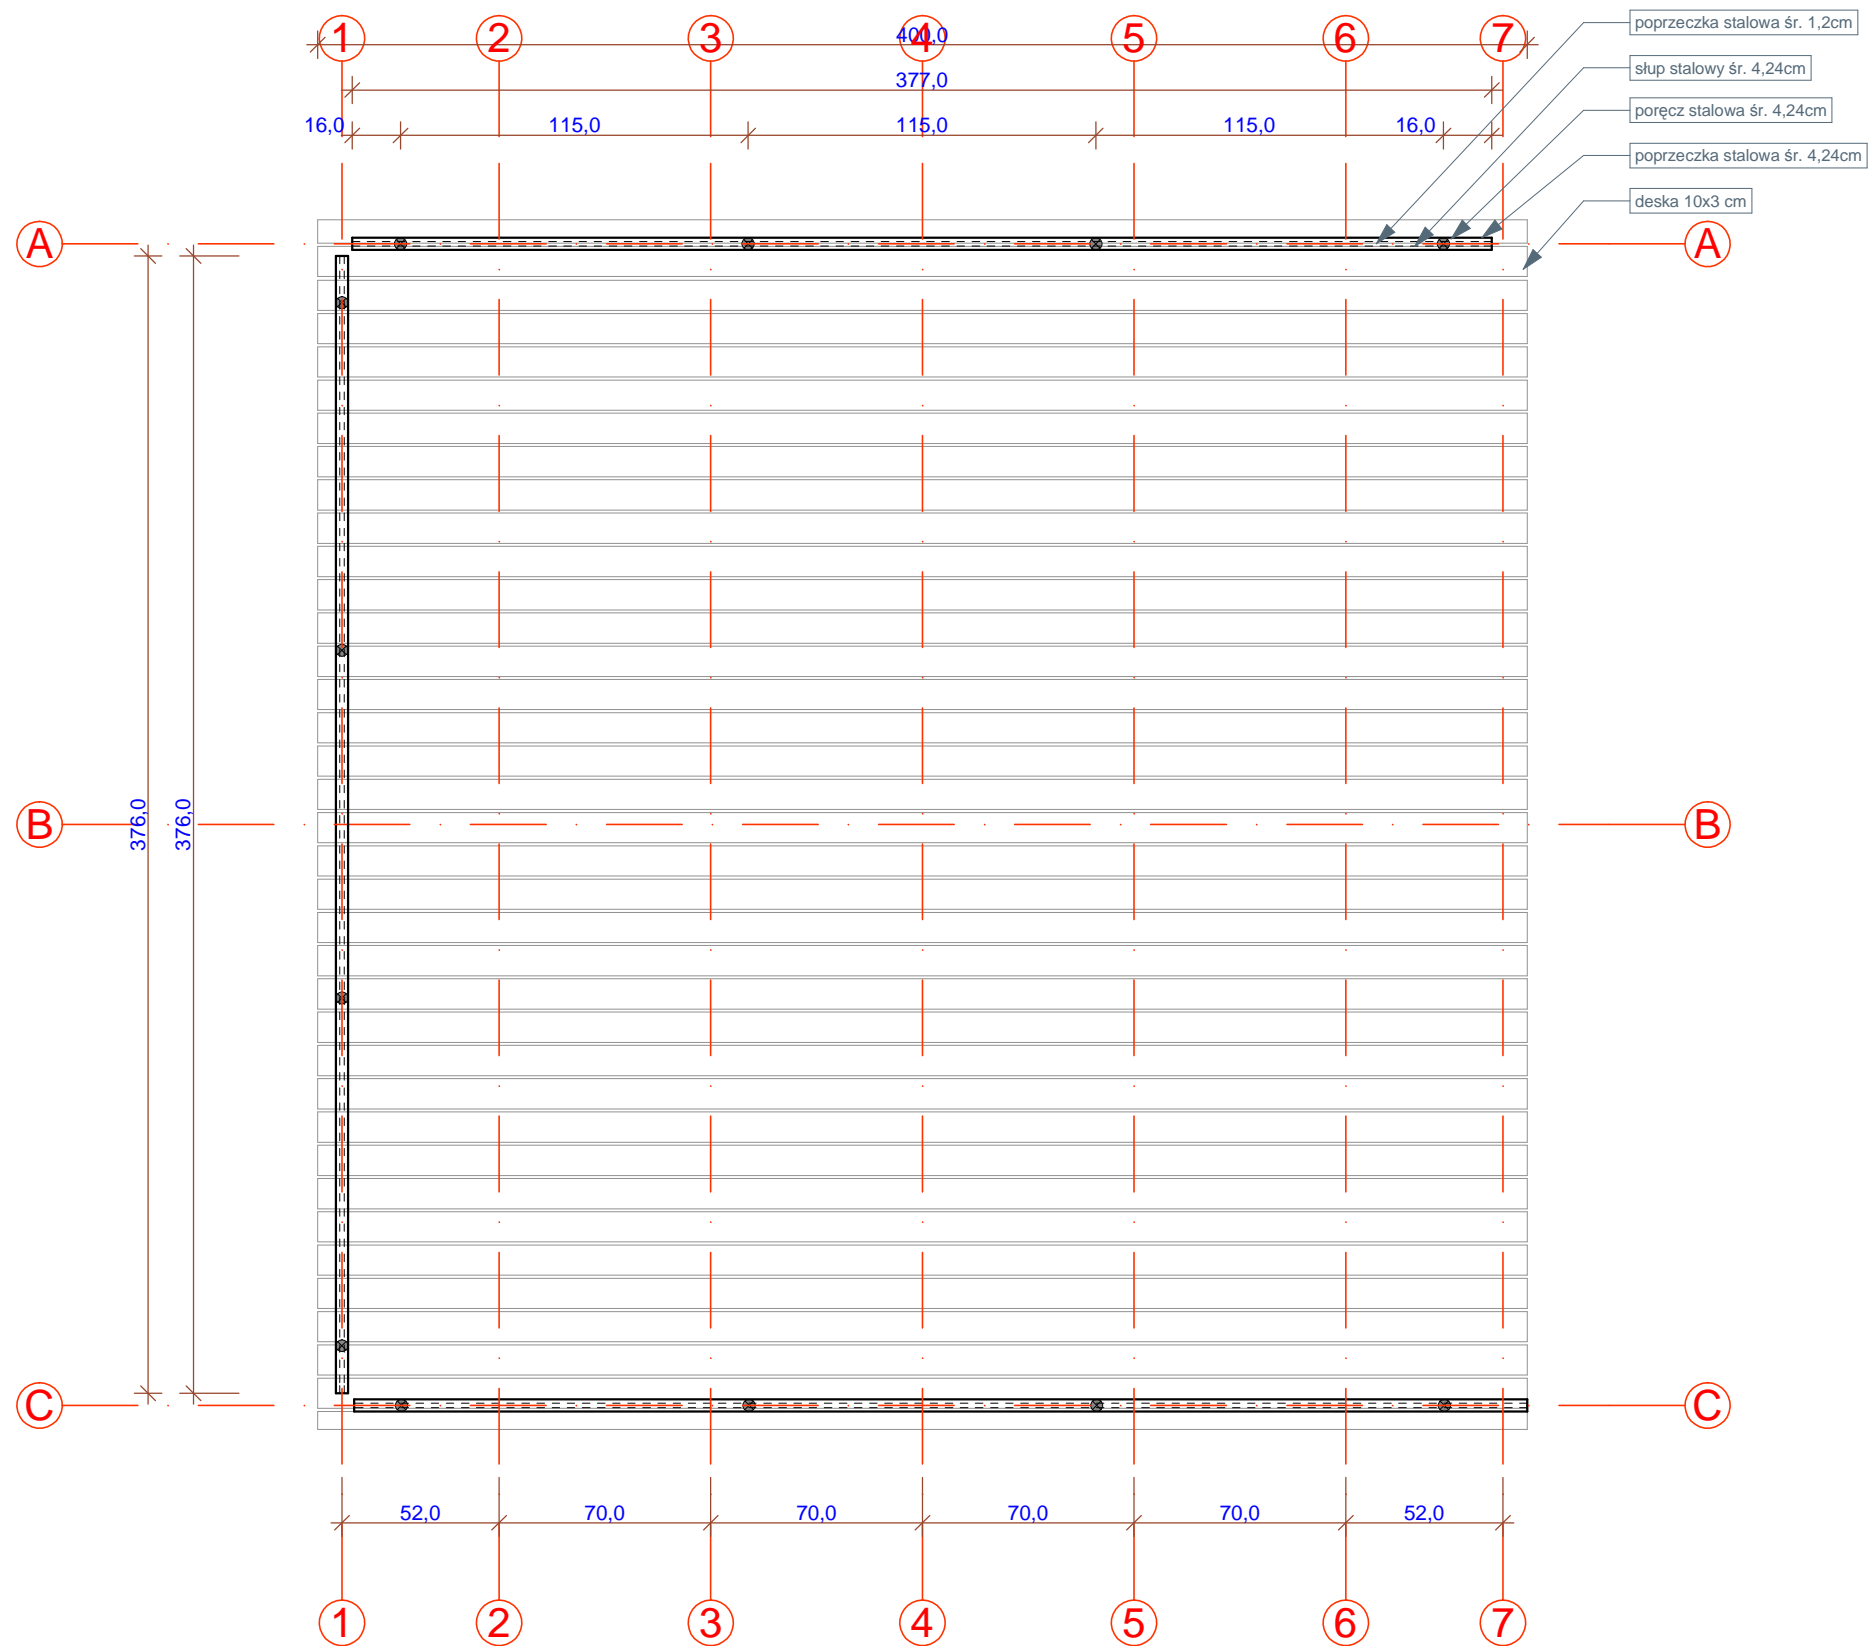 1 2 3 4 5 6 7
400,0
377,0
16,0 115,0 115,0 115,0 16,0
poprzeczka stalowa śr. 1,2cm
słup stalowy śr. 4,24cm
poręcz stalowa śr. 4,24cm
poprzeczka stalowa śr. 4,24cm
deska 10x3 cm
A A
B 376,0 376,0 B
C C
52,0 70,0 70,0 70,0 70,0 52,0
1 2 3 4 5 6 7